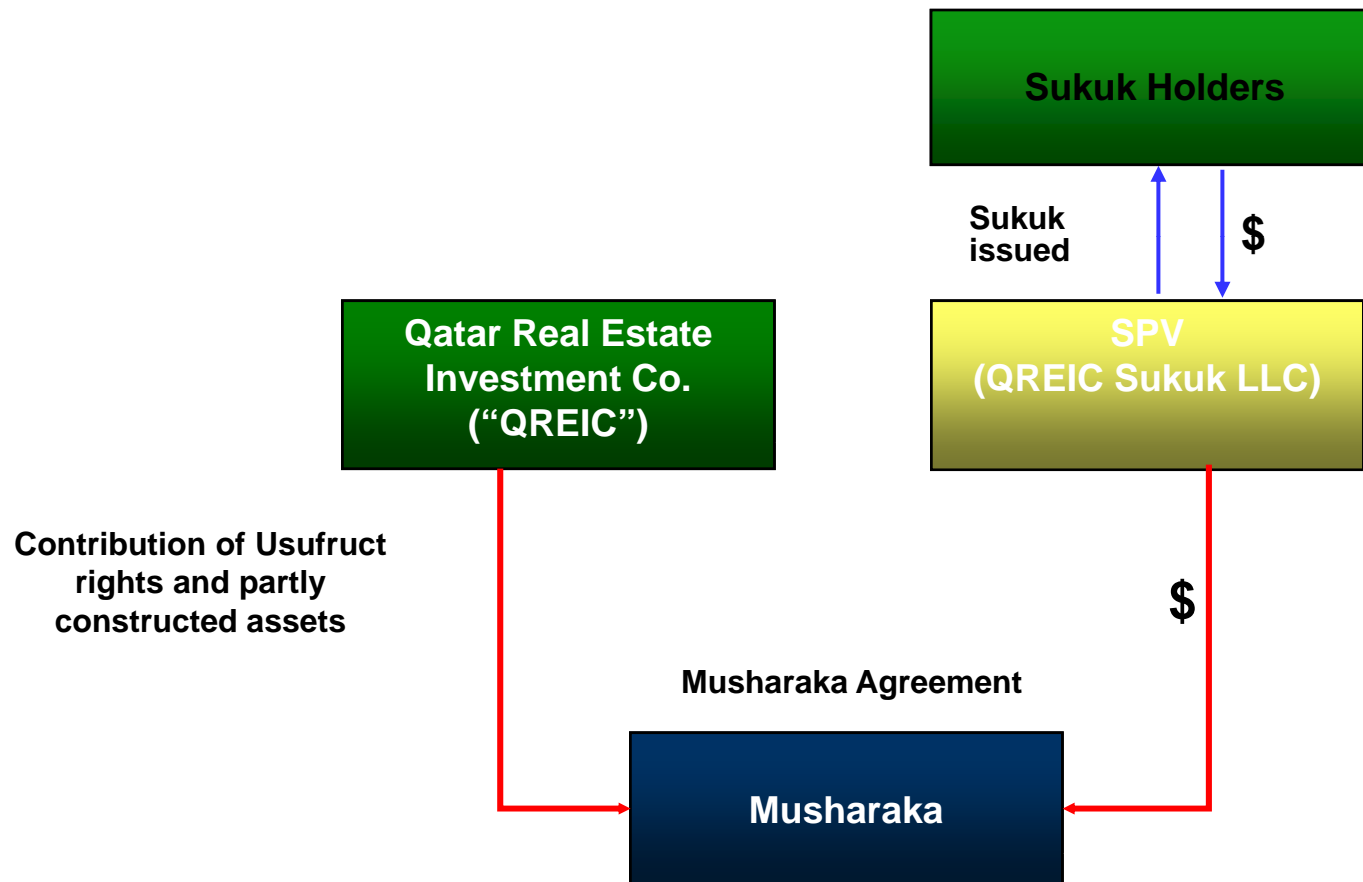 Sukuk Holders
Sukuk
issued
$
Qatar Real Estate
Investment Co.
(“QREIC”)
SPV
(QREIC Sukuk LLC)
Contribution of Usufruct
rights and partly
constructed assets
$
Musharaka Agreement
Musharaka